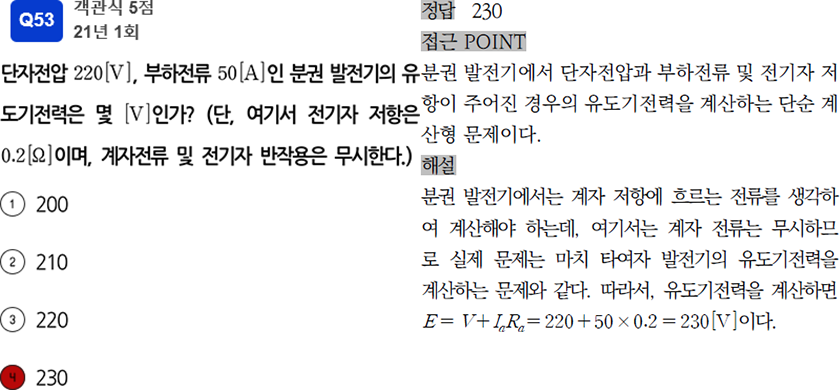 Q53
객관식 5점
21년 1회
단자전압 220[V], 부하전류 50[A]인 분권 발전기의 유
도기전력은 몇 [V]인가? (단, 여기서 전기자 저항은
0.2[Ω]이며, 계자전류 및 전기자 반작용은 무시한다.)
1 200
2 210
3 220
4 230
정답 230
접근 POINT
분권 발전기에서 단자전압과 부하전류 및 전기자 저
항이 주어진 경우의 유도기전력을 계산하는 단순 계
산형 문제이다.
해설
분권 발전기에서는 계자 저항에 흐르는 전류를 생각하
여 계산해야 하는데, 여기서는 계자 전류는 무시하므
로 실제 문제는 마치 타여자 발전기의 유도기전력을
계산하는 문제와 같다. 따라서, 유도기전력을 계산하면
E = V + IₐRₐ = 220 + 50 × 0.2 = 230[V]이다.